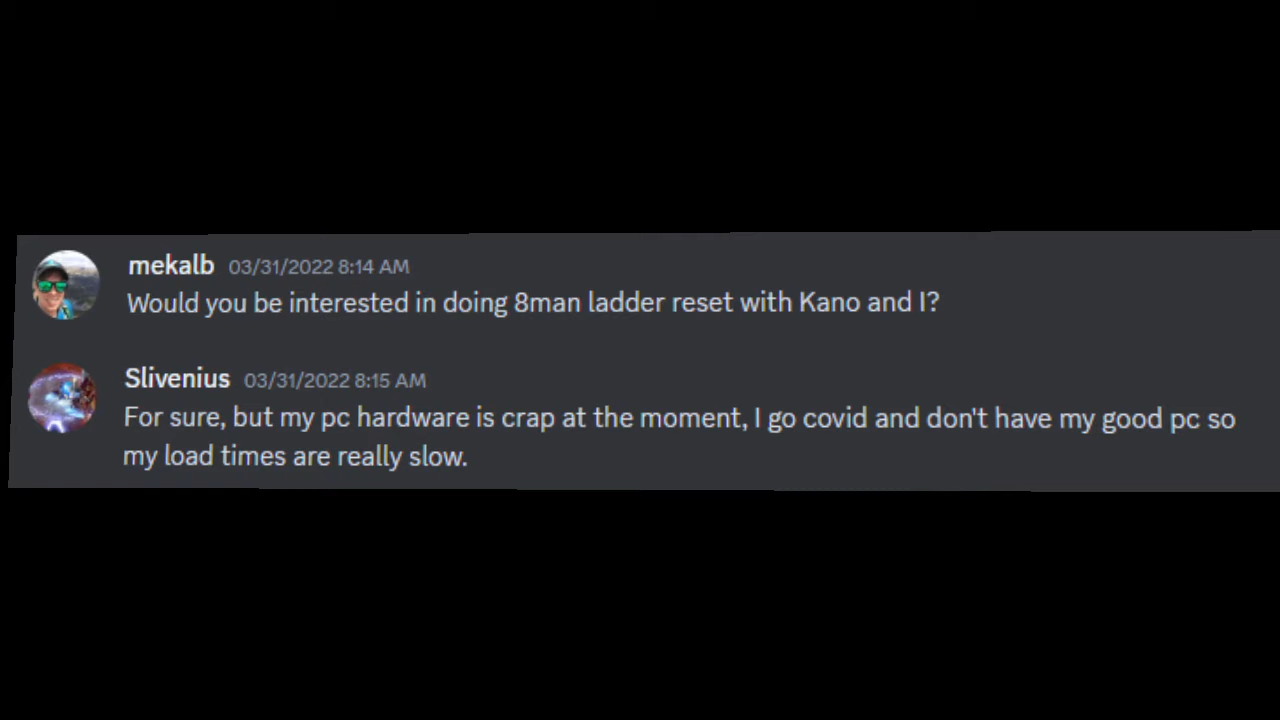 mekalb 03/31/2022 8:14 AM
Would you be interested in doing 8man ladder reset with Kano and I?
Slivenius 03/31/2022 8:15 AM
For sure, but my pc hardware is crap at the moment, I go covid and don't have my good pc so
my load times are really slow.